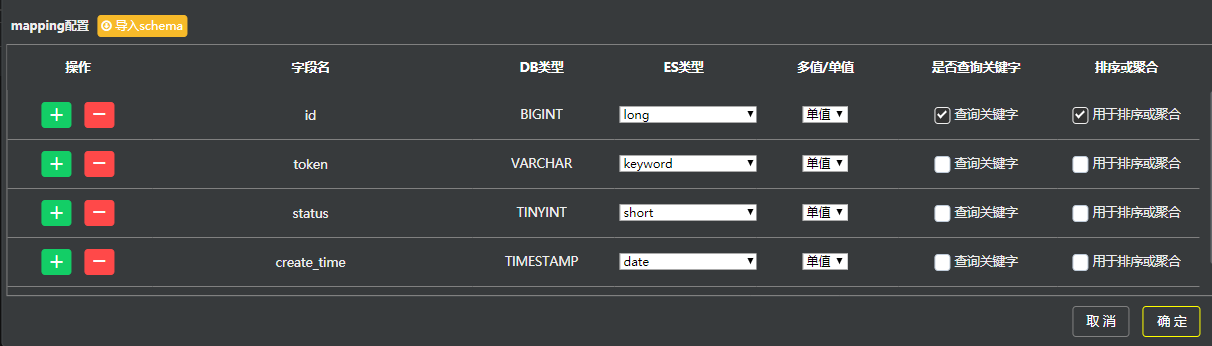 mapping配置 导入schema
操作 字段名 DB类型 ES类型 多值/单值 是否查询关键字 排序或聚合
id BIGINT long 单值 查询关键字 用于排序或聚合
token VARCHAR keyword 单值 查询关键字 用于排序或聚合
status TINYINT short 单值 查询关键字 用于排序或聚合
create_time TIMESTAMP date 单值 查询关键字 用于排序或聚合
取 消 确 定